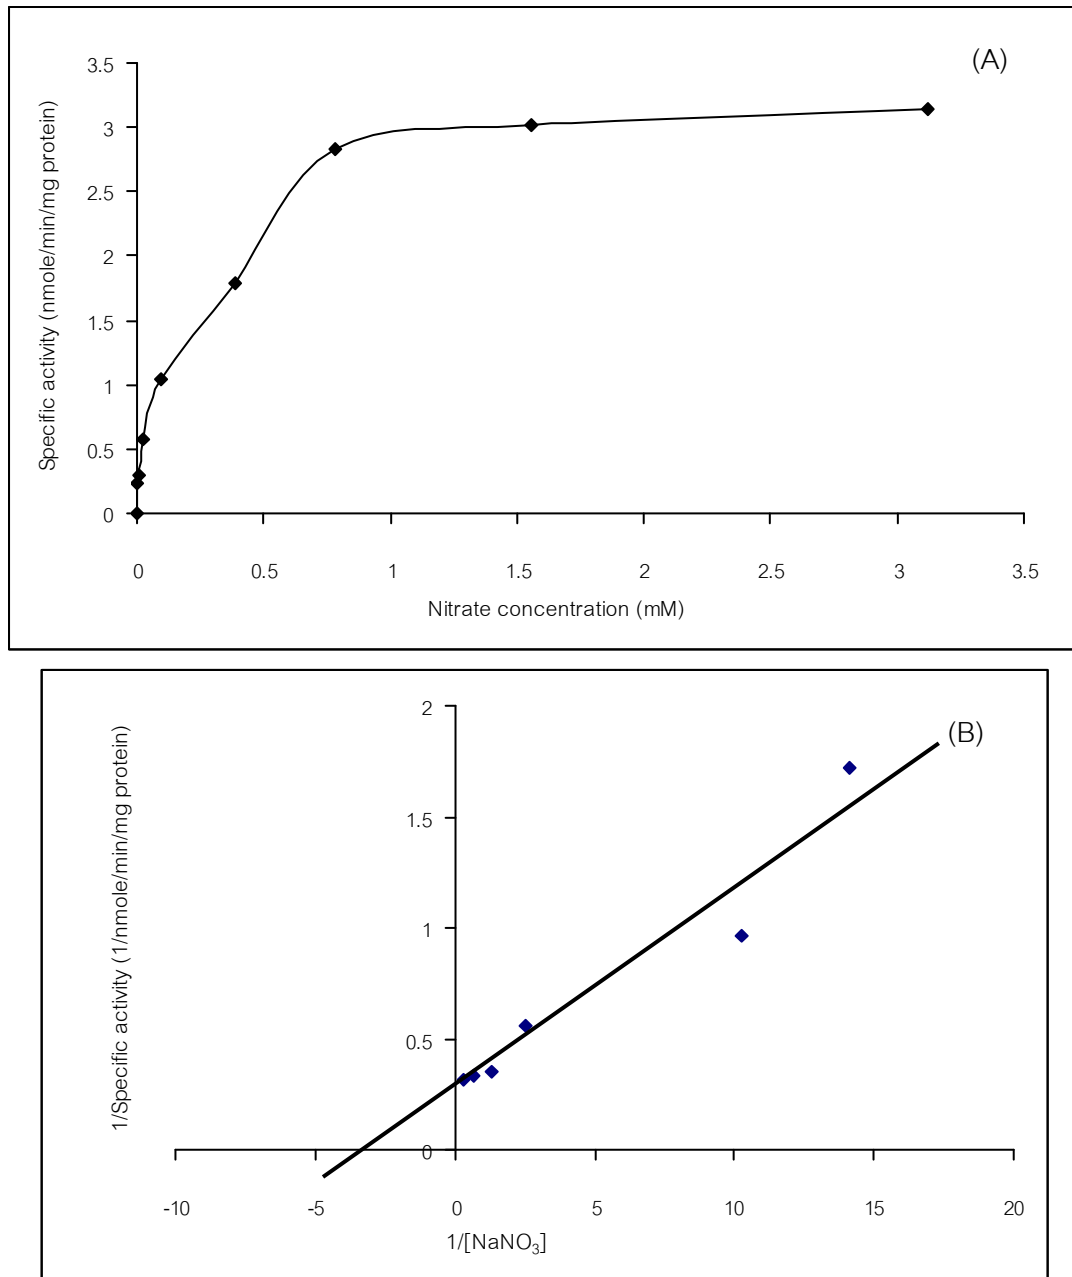 (A)
Specific activity (nmole/min/mg protein)
3.5
3
2.5
2
1.5
1
0.5
0
0 0.5 1 1.5 2 2.5 3 3.5
Nitrate concentration (mM)
(B)
1/Specific activity (1/nmole/min/mg protein)
2
1.5
1
0.5
0
-10 -5 0 5 10 15 20
1/[NaNO₃]